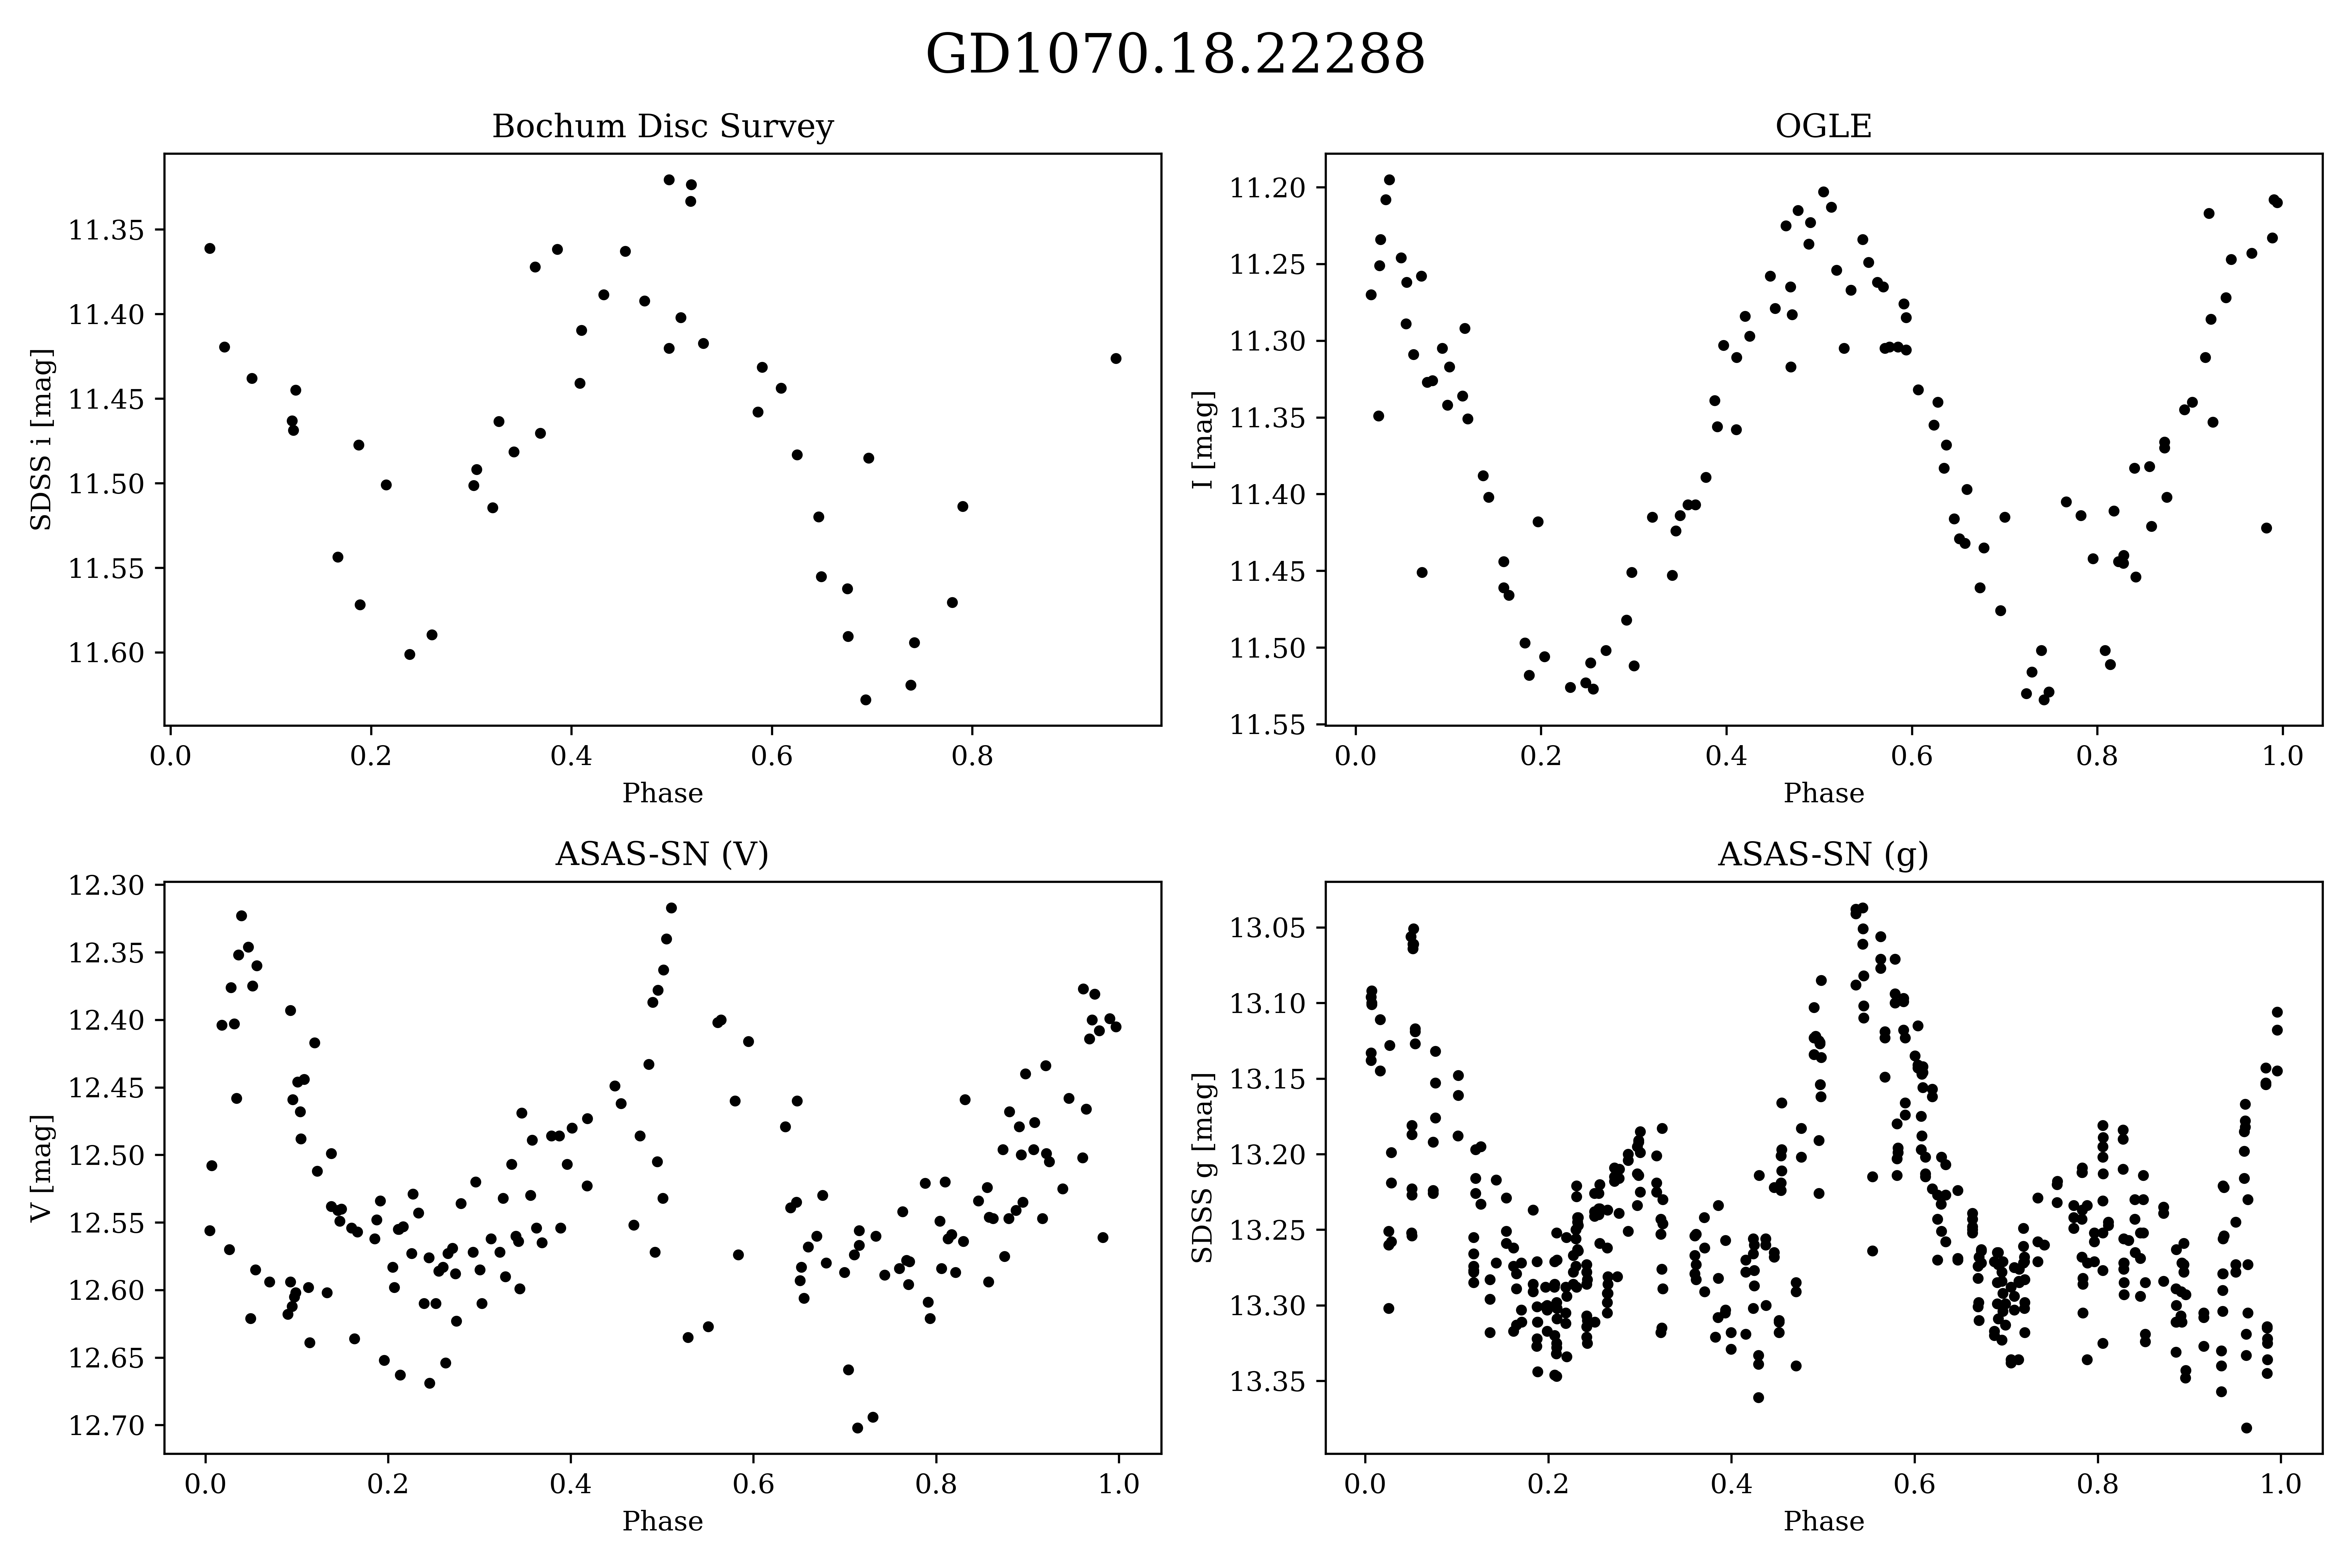 GD1070.18.22288
Bochum Disc Survey
SDSS i [mag]
11.35
11.40
11.45
11.50
11.55
11.60
0.0 0.2 0.4 0.6 0.8
Phase
OGLE
I [mag]
11.20
11.25
11.30
11.35
11.40
11.45
11.50
11.55
0.0 0.2 0.4 0.6 0.8 1.0
Phase
ASAS-SN (V)
V [mag]
12.30
12.35
12.40
12.45
12.50
12.55
12.60
12.65
12.70
0.0 0.2 0.4 0.6 0.8 1.0
Phase
ASAS-SN (g)
SDSS g [mag]
13.05
13.10
13.15
13.20
13.25
13.30
13.35
0.0 0.2 0.4 0.6 0.8 1.0
Phase